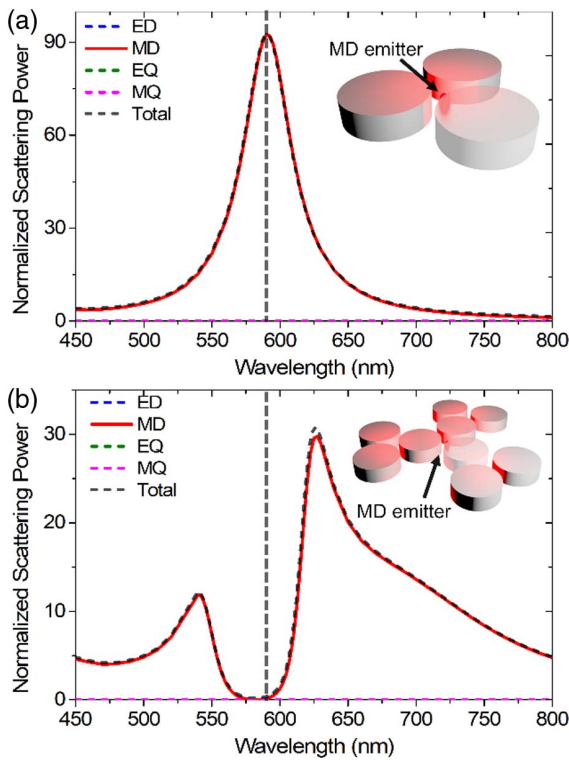 (a)
ED
MD
EQ
MQ
Total
MD emitter
Normalized Scattering Power
90
60
30
0
450 500 550 600 650 700 750 800
Wavelength (nm)
(b)
ED
MD
EQ
MQ
Total
MD emitter
Normalized Scattering Power
30
20
10
0
450 500 550 600 650 700 750 800
Wavelength (nm)